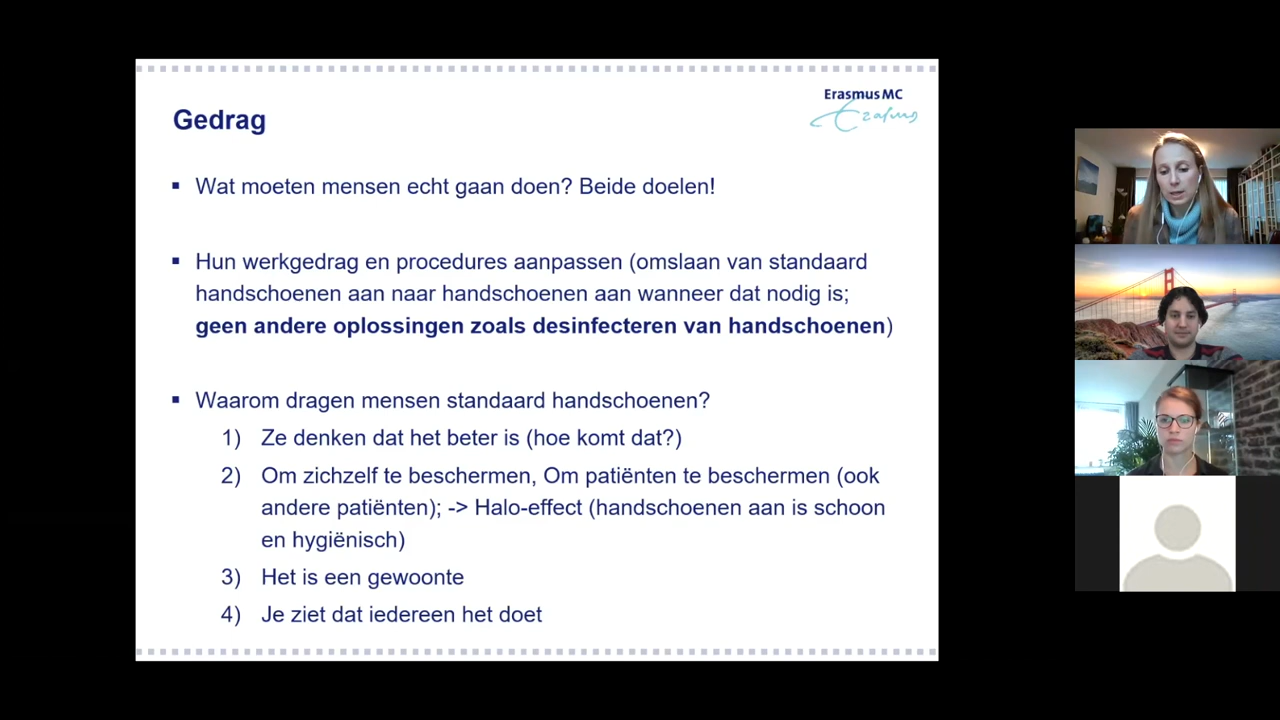 Erasmus MC
Erasmus
Gedrag
Wat moeten mensen echt gaan doen? Beide doelen!
Hun werkgedrag en procedures aanpassen (omslaan van standaard
handschoenen aan naar handschoenen aan wanneer dat nodig is;
geen andere oplossingen zoals desinfecteren van handschoenen)
Waarom dragen mensen standaard handschoenen?
1) Ze denken dat het beter is (hoe komt dat?)
2) Om zichzelf te beschermen, Om patiënten te beschermen (ook
andere patiënten); -> Halo-effect (handschoenen aan is schoon
en hygiënisch)
3) Het is een gewoonte
4) Je ziet dat iedereen het doet